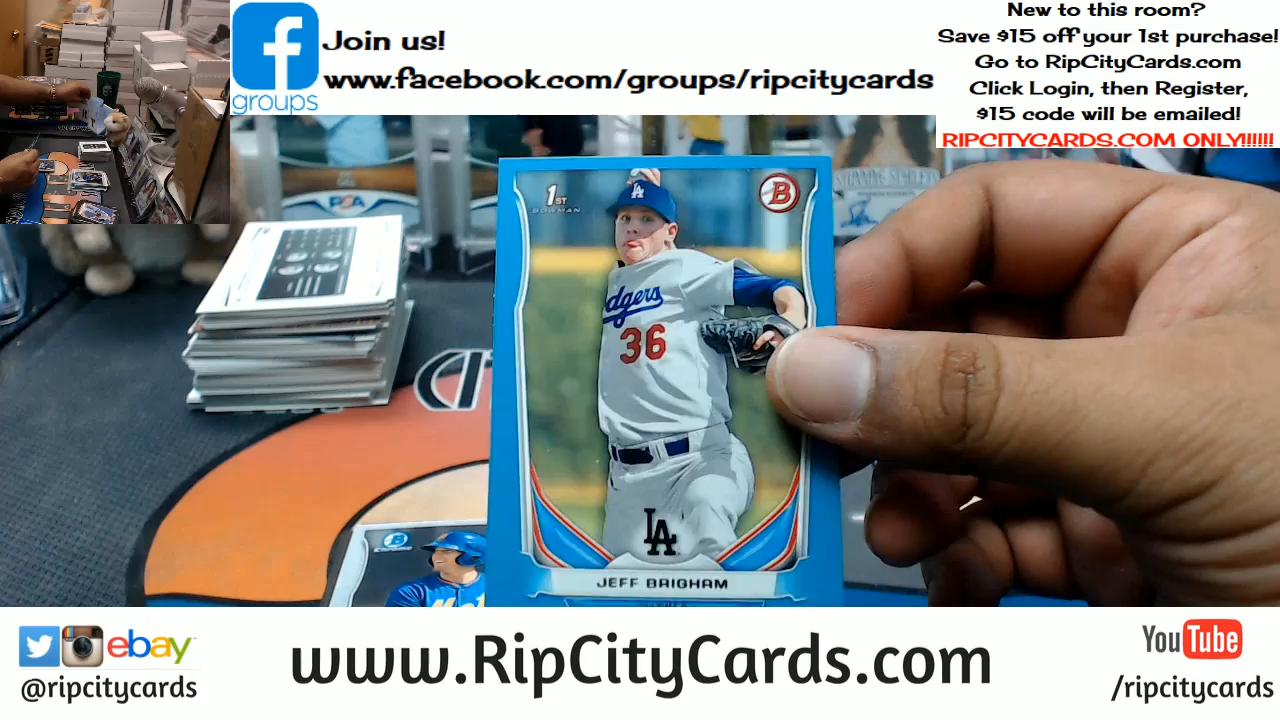 Join us!
www.facebook.com/groups/ripcitycards
groups
New to this room?
Save $15 off your 1st purchase!
Go to RipCityCards.com
Click Login, then Register,
$15 code will be emailed!
RIPCITYCARDS.COM ONLY!!!!!!
PSA
1ST
BOWMAN
B
LA
dgers
36
LA
JEFF BRIGHAM
B
ebay
@ripcitycards
www.RipCityCards.com
YouTube
/ripcitycards